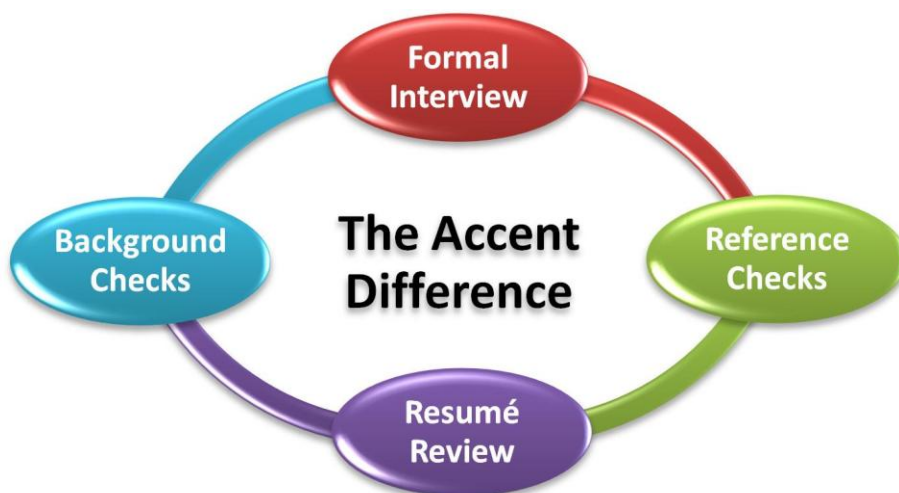 Formal
Interview
Background
Checks
The Accent
Difference
Reference
Checks
Resumé
Review